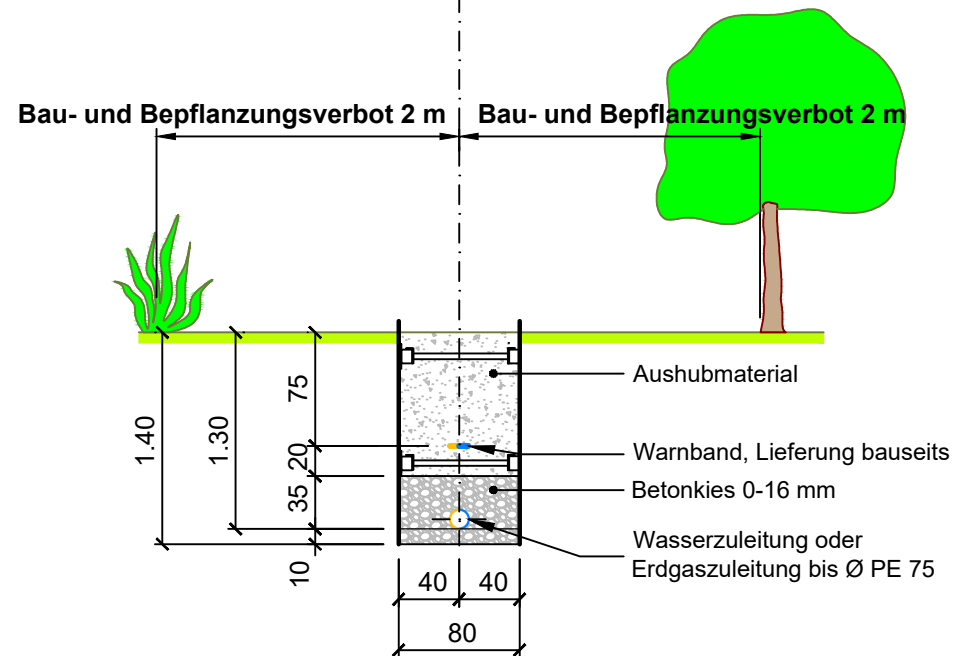 Bau- und Bepflanzungsverbot 2 m
Bau- und Bepflanzungsverbot 2 m
Aushubmaterial
Warnband, Lieferung bauseits
Betonkies 0-16 mm
Wasserzuleitung oder
Erdgaszuleitung bis Ø PE 75
1.40
1.30
75
20
35
10
40
40
80